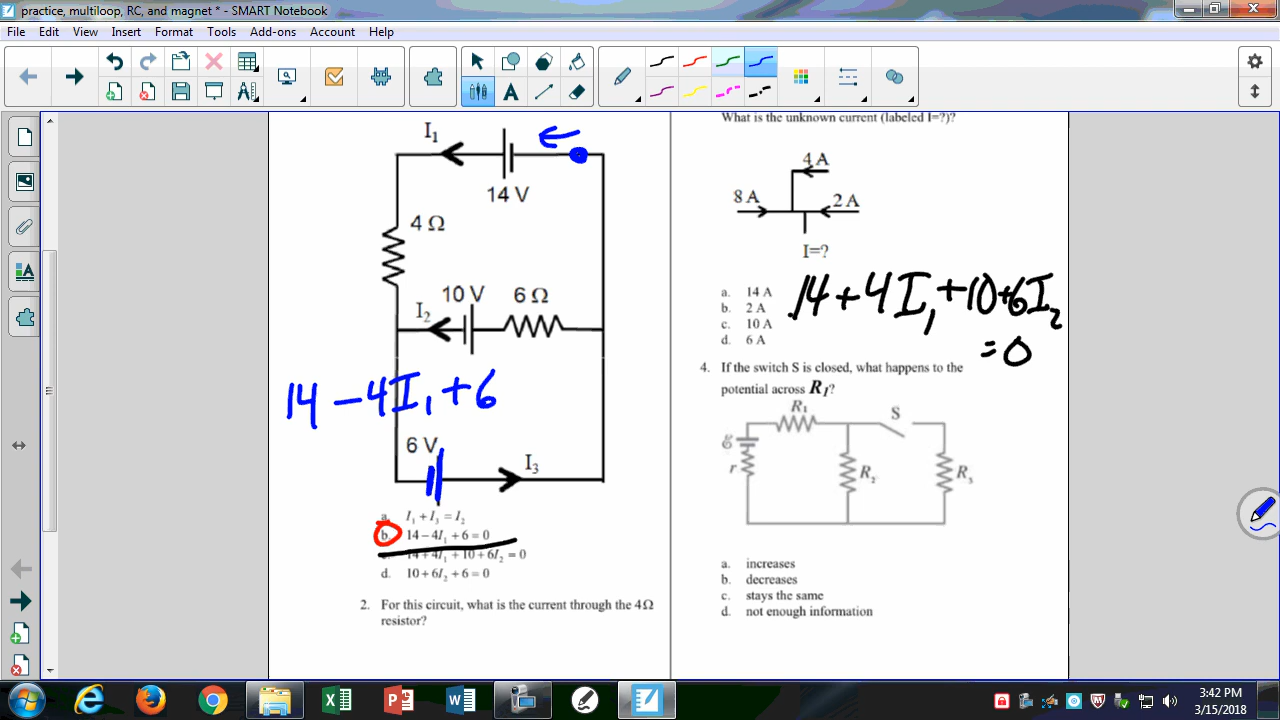 practice, multiloop, RC, and magnet * - SMART Notebook
File Edit View Insert Format Tools Add-ons Account Help
I₁
14 V
4 Ω
10 V 6 Ω
I₂
14 - 4I₁ + 6
6 V
I₃
a. I₁ + I₃ = I₂
b. 14 – 4I₁ + 6 = 0
c. 14 + 4I₁ + 10 + 6I₂ = 0
d. 10 + 6I₂ + 6 = 0
2. For this circuit, what is the current through the 4Ω
resistor?
What is the unknown current (labeled I=?)?
4 A
8 A 2 A
I=?
a. 14 A
b. 2 A
c. 10 A
d. 6 A
14 + 4I₁ + 10 + 6I₂
= 0
4. If the switch S is closed, what happens to the
potential across R₁?
R₁ S
ℰ
r R₂ R₃
a. increases
b. decreases
c. stays the same
d. not enough information
3:42 PM
3/15/2018